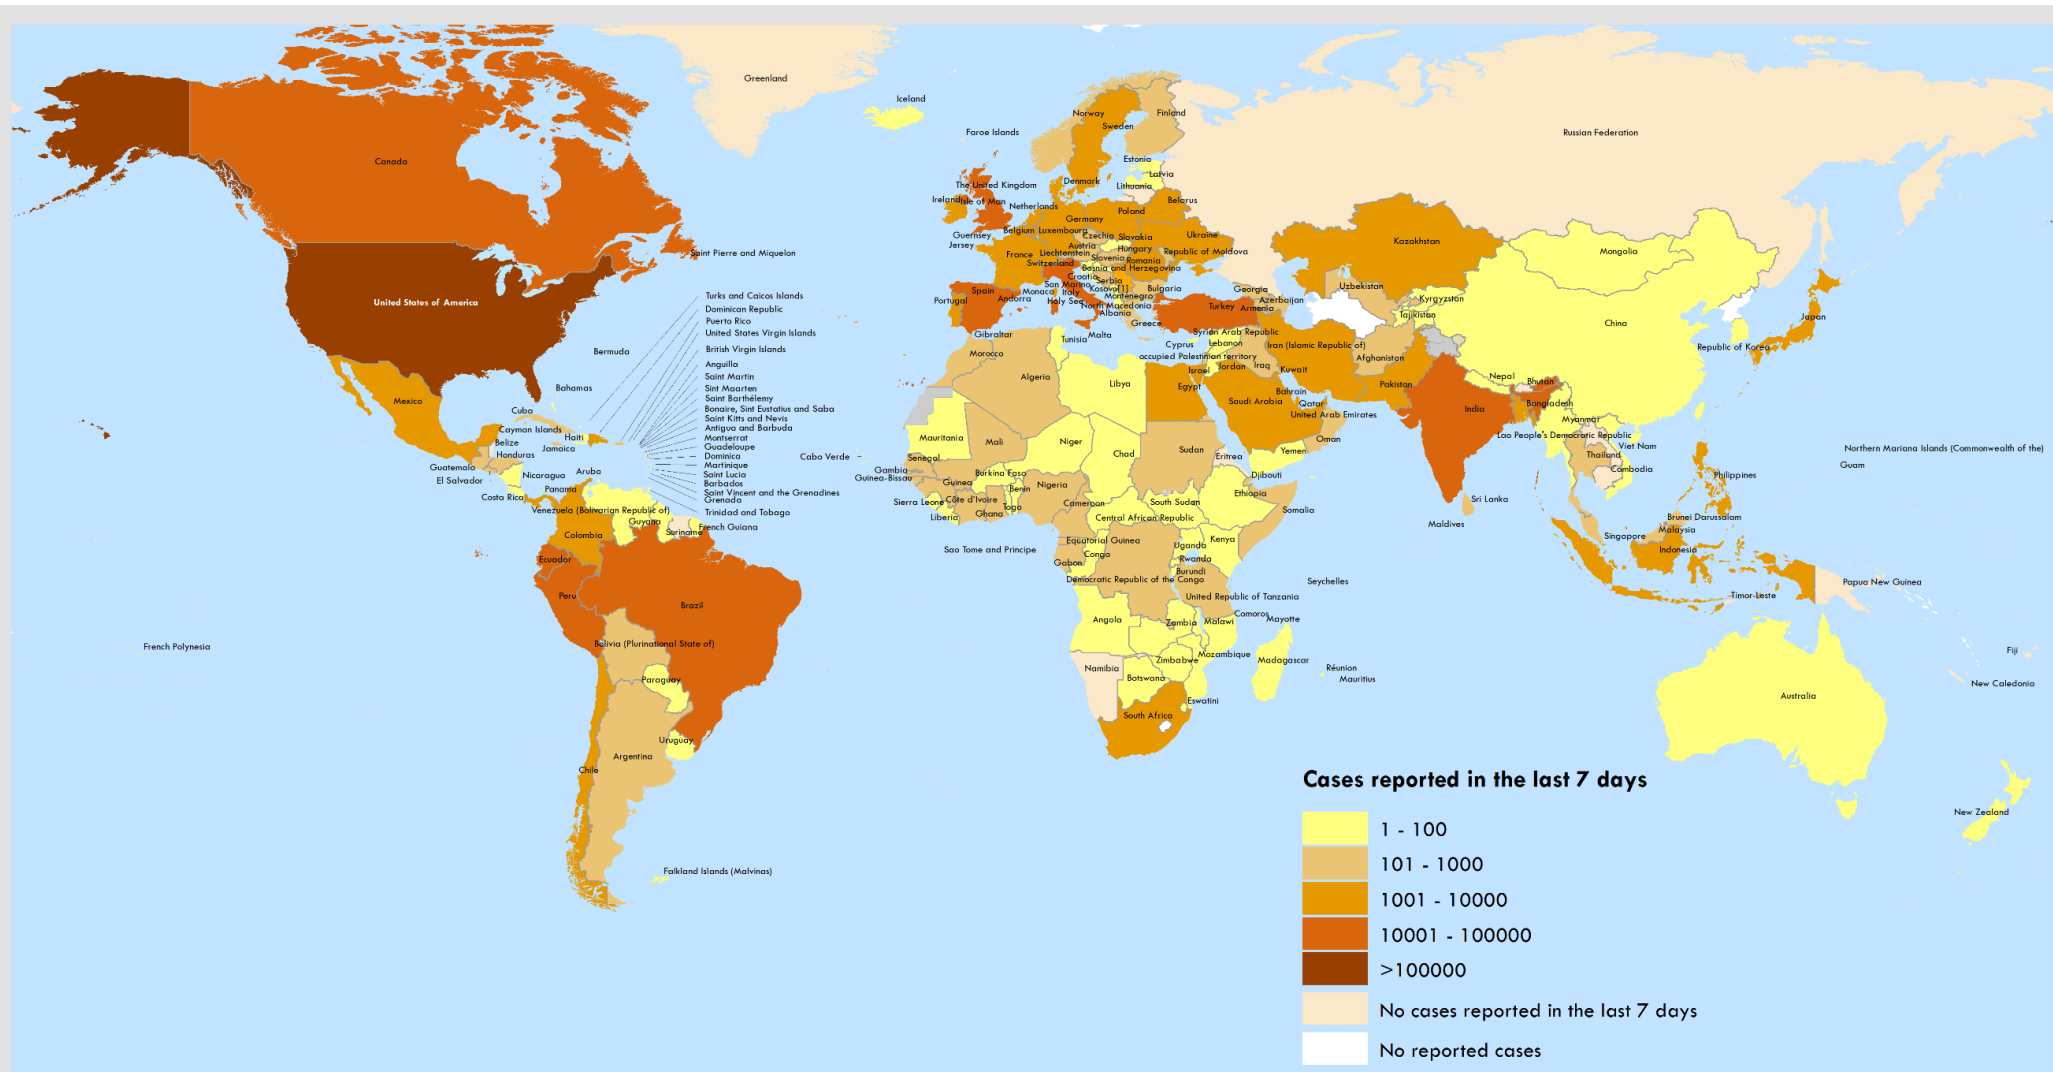 Greenland
Iceland
Faroe Islands
Norway
Finland
Sweden
Russian Federation
Canada
Estonia
Latvia
Lithuania
Denmark
The United Kingdom
Ireland
Isle of Man
Netherlands
Poland
Belarus
Germany
Guernsey
Jersey
Belgium
Luxembourg
Czechia
Slovakia
Ukraine
Austria
Hungary
Republic of Moldova
France
Liechtenstein
Slovenia
Romania
Switzerland
Bosnia and Herzegovina
Croatia
Serbia
San Marino
Kosovo[1]
Bulgaria
Monaco
Italy
Montenegro
Holy See
North Macedonia
Albania
Greece
Spain
Andorra
Portugal
Gibraltar
Malta
Kazakhstan
Mongolia
Georgia
Azerbaijan
Uzbekistan
Kyrgyzstan
Tajikistan
Turkey
Armenia
China
Japan
Republic of Korea
Saint Pierre and Miquelon
United States of America
Turks and Caicos Islands
Dominican Republic
Puerto Rico
United States Virgin Islands
British Virgin Islands
Anguilla
Saint Martin
Sint Maarten
Saint Barthélemy
Bonaire, Sint Eustatius and Saba
Saint Kitts and Nevis
Antigua and Barbuda
Montserrat
Guadeloupe
Dominica
Martinique
Saint Lucia
Barbados
Saint Vincent and the Grenadines
Grenada
Trinidad and Tobago
Bermuda
Bahamas
Mexico
Cuba
Cayman Islands
Haiti
Belize
Jamaica
Honduras
Guatemala
Nicaragua
El Salvador
Aruba
Costa Rica
Panama
Venezuela (Bolivarian Republic of)
Guyana
French Guiana
Suriname
Colombia
Ecuador
Peru
Brazil
Bolivia (Plurinational State of)
Paraguay
Uruguay
Argentina
Chile
Falkland Islands (Malvinas)
French Polynesia
Cabo Verde
Tunisia
Cyprus
Syrian Arab Republic
Lebanon
occupied Palestinian territory
Israel
Jordan
Iraq
Iran (Islamic Republic of)
Kuwait
Afghanistan
Pakistan
Morocco
Algeria
Libya
Egypt
Saudi Arabia
Bahrain
Qatar
United Arab Emirates
Oman
Yemen
Nepal
Bhutan
India
Bangladesh
Myanmar
Lao People's Democratic Republic
Viet Nam
Thailand
Cambodia
Philippines
Northern Mariana Islands (Commonwealth of the)
Guam
Mauritania
Mali
Niger
Chad
Sudan
Eritrea
Senegal
Gambia
Guinea-Bissau
Burkina Faso
Djibouti
Guinea
Benin
Nigeria
Ethiopia
Sierra Leone
Côte d'Ivoire
Togo
Ghana
Liberia
Cameroon
South Sudan
Central African Republic
Somalia
Sri Lanka
Maldives
Brunei Darussalam
Malaysia
Singapore
Indonesia
Equatorial Guinea
Sao Tome and Principe
Congo
Gabon
Uganda
Kenya
Rwanda
Burundi
Democratic Republic of the Congo
Seychelles
United Republic of Tanzania
Papua New Guinea
Timor-Leste
Comoros
Mayotte
Angola
Zambia
Malawi
Mozambique
Madagascar
Zimbabwe
Namibia
Botswana
Réunion
Mauritius
Eswatini
South Africa
Fiji
New Caledonia
Australia
New Zealand
Cases reported in the last 7 days
1 - 100
101 - 1000
1001 - 10000
10001 - 100000
>100000
No cases reported in the last 7 days
No reported cases